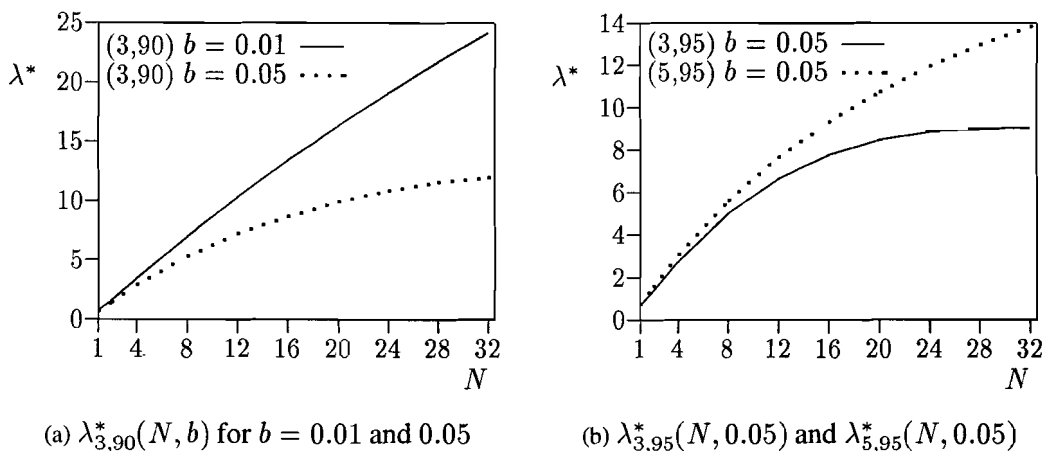 25
20
15
10
5
0
λ*
(3,90) b = 0.01
(3,90) b = 0.05
1 4 8 12 16 20 24 28 32
N
(a) λ*3,90(N, b) for b = 0.01 and 0.05
14
12
10
8
6
4
2
0
λ*
(3,95) b = 0.05
(5,95) b = 0.05
1 4 8 12 16 20 24 28 32
N
(b) λ*3,95(N, 0.05) and λ*5,95(N, 0.05)